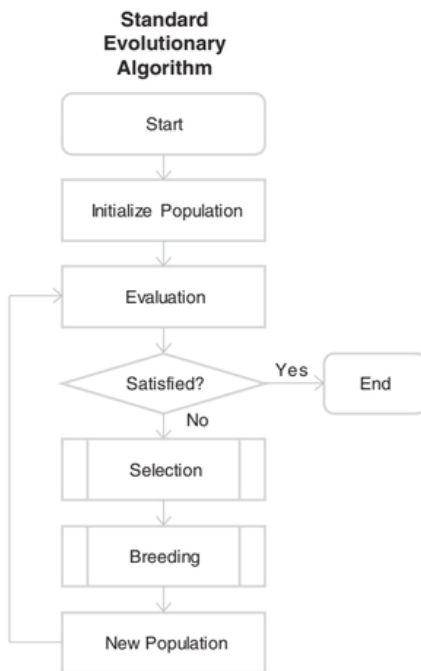 Standard
Evolutionary
Algorithm
Start
Initialize Population
Evaluation
Satisfied?
Yes
End
No
Selection
Breeding
New Population